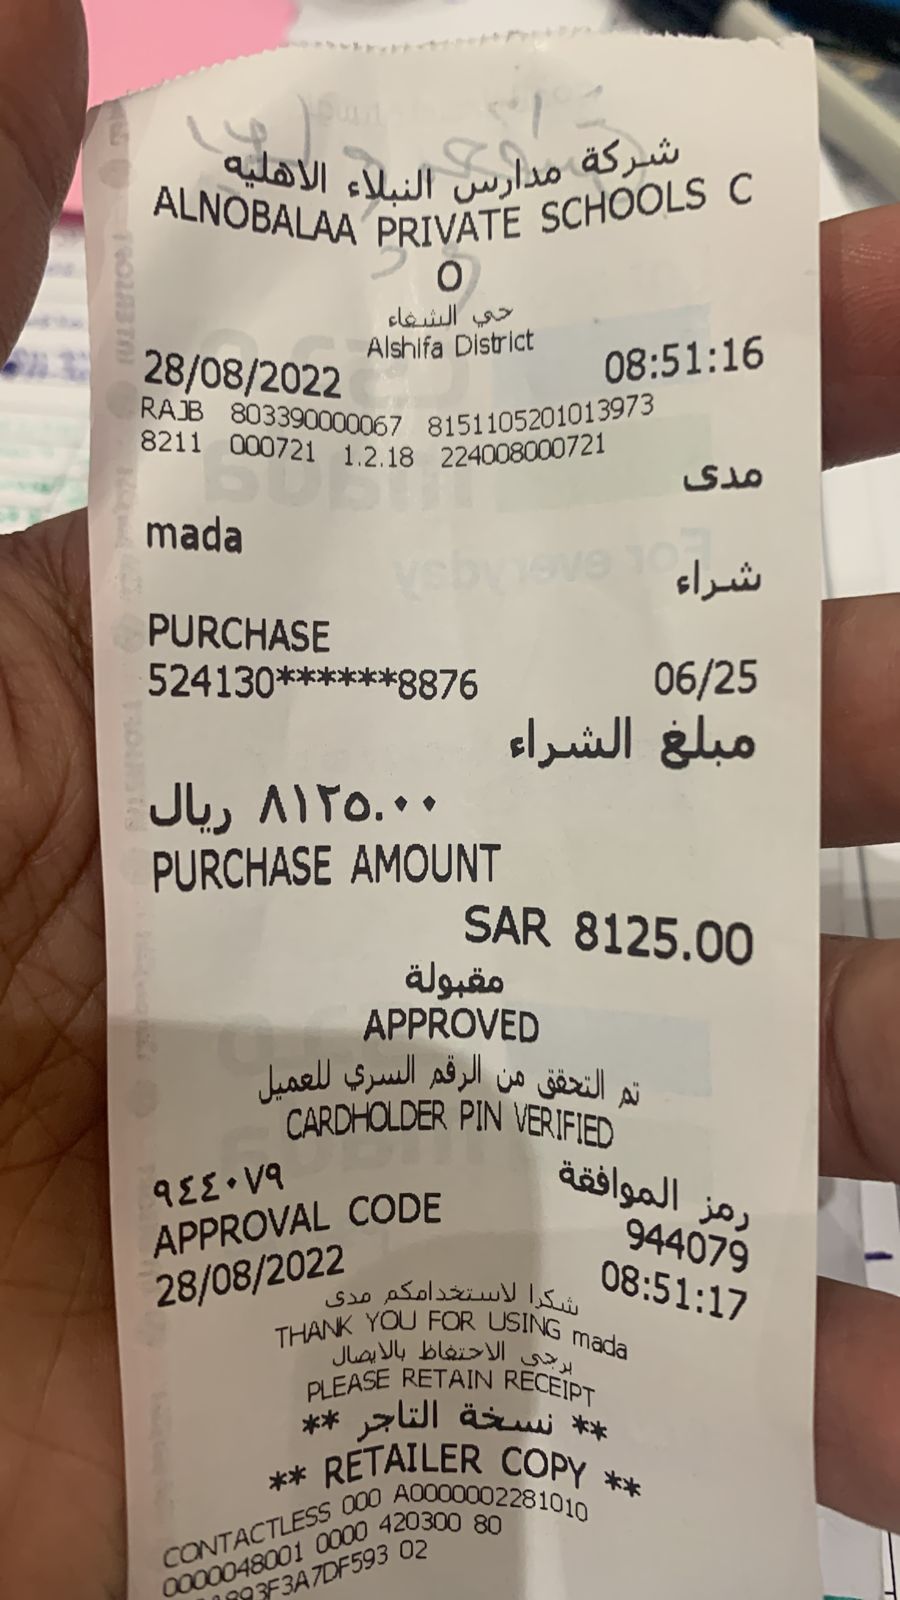 شركة مدارس النبلاء الاهليه
ALNOBALAA PRIVATE SCHOOLS C
O
حي الشفاء
Alshifa District
28/08/2022 08:51:16
RAJB 803390000067 8151105201013973
8211 000721 1.2.18 224008000721
مدى
mada
شراء
PURCHASE
524130******8876 06/25
مبلغ الشراء
٨١٢٥.٠٠ ريال
PURCHASE AMOUNT
SAR 8125.00
مقبولة
APPROVED
تم التحقق من الرقم السري للعميل
CARDHOLDER PIN VERIFIED
٩٤٤٠٧٩ رمز الموافقة
APPROVAL CODE 944079
28/08/2022 08:51:17
شكرا لاستخدامكم مدى
THANK YOU FOR USING mada
يرجى الاحتفاظ بالايصال
PLEASE RETAIN RECEIPT
** نسخة التاجر **
** RETAILER COPY **
CONTACTLESS 000 A0000002281010
0000048001 0000 420300 80
02